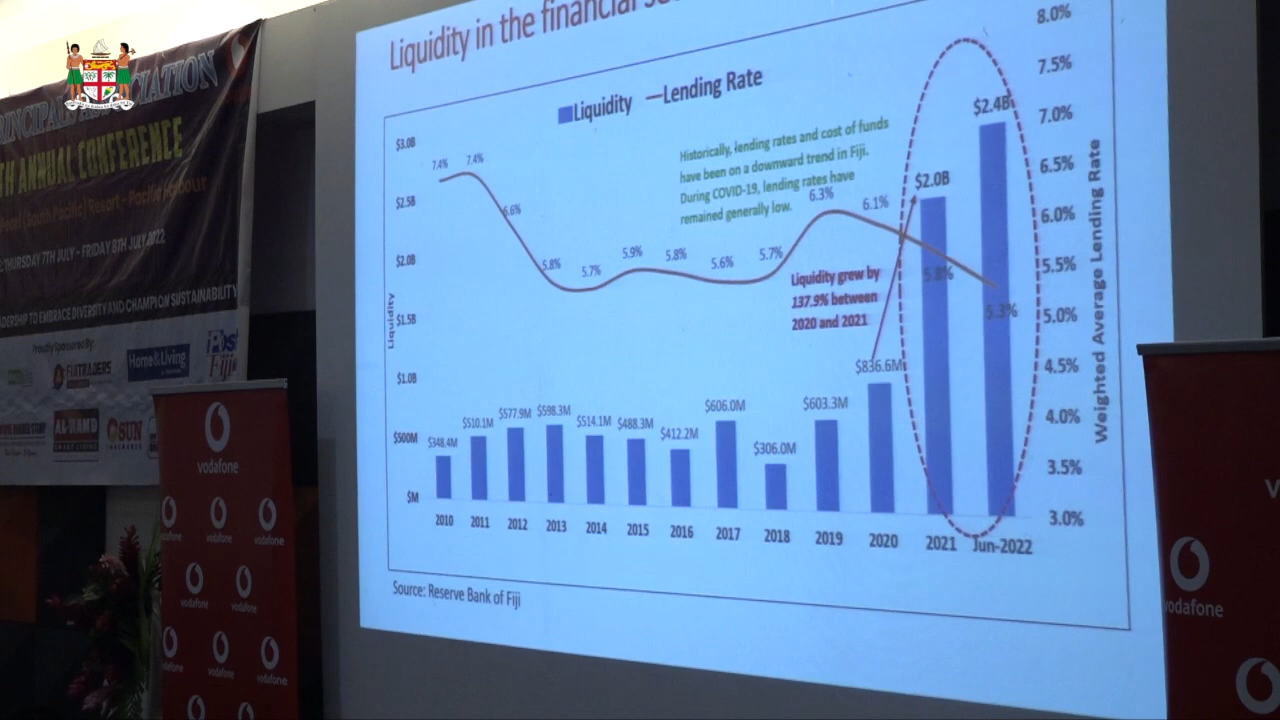 PRINCIPAL ASSOCIATION
TH ANNUAL CONFERENCE
Resort - Pacific Harbour
THURSDAY 7TH JULY - FRIDAY 8TH JULY 2022
ADERSHIP TO EMBRACE DIVERSITY AND CHAMPION SUSTAINABILITY
Proudly Sponsored By:
Home & Living
Post
Fiji
SUN
INSURANCE
vodafone
vodafone
vodafone
vodafone
vodafone
vodafone
vodafone
vodafone
vodafone
Liquidity in the financial
Liquidity
Lending Rate
Historically, lending rates and cost of funds
have been on a downward trend in Fiji.
During COVID-19, lending rates have
remained generally low.
Liquidity grew by
137.9% between
2020 and 2021
$3.0B
$2.5B
$2.0B
$1.5B
$1.0B
$500M
$M
Liquidity
7.4% 7.4% 6.6% 5.8% 5.7% 5.9% 5.8% 5.6% 5.7% 6.3% 6.1% 5.8% 5.3%
$348.4M $510.1M $577.9M $598.3M $514.1M $488.3M $412.2M $606.0M $306.0M $603.3M $836.6M $2.0B $2.4B
2010 2011 2012 2013 2014 2015 2016 2017 2018 2019 2020 2021 Jun-2022
8.0%
7.5%
7.0%
6.5%
6.0%
5.5%
5.0%
4.5%
4.0%
3.5%
3.0%
Weighted Average Lending Rate
Source: Reserve Bank of Fiji
vodafone